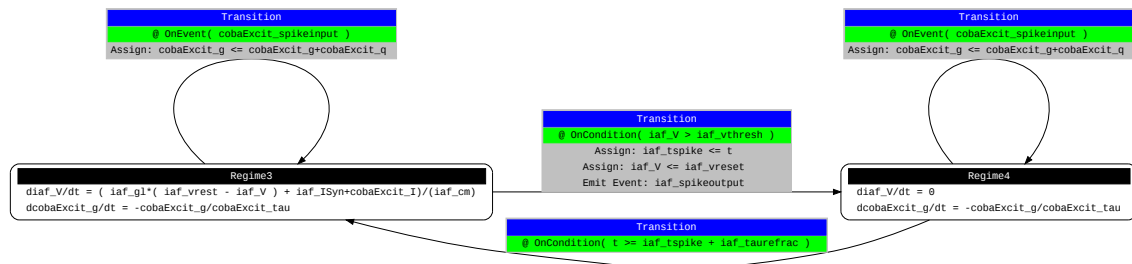 Transition
@ OnEvent( cobaExcit_spikeinput )
Assign: cobaExcit_g <= cobaExcit_g+cobaExcit_q
Transition
@ OnEvent( cobaExcit_spikeinput )
Assign: cobaExcit_g <= cobaExcit_g+cobaExcit_q
Transition
@ OnCondition( iaf_V > iaf_vthresh )
Assign: iaf_tspike <= t
Assign: iaf_V <= iaf_vreset
Emit Event: iaf_spikeoutput
Regime3
diaf_V/dt = ( iaf_gl*( iaf_vrest - iaf_V ) + iaf_ISyn+cobaExcit_I)/(iaf_cm)
dcobaExcit_g/dt = -cobaExcit_g/cobaExcit_tau
Regime4
diaf_V/dt = 0
dcobaExcit_g/dt = -cobaExcit_g/cobaExcit_tau
Transition
@ OnCondition( t >= iaf_tspike + iaf_taurefrac )